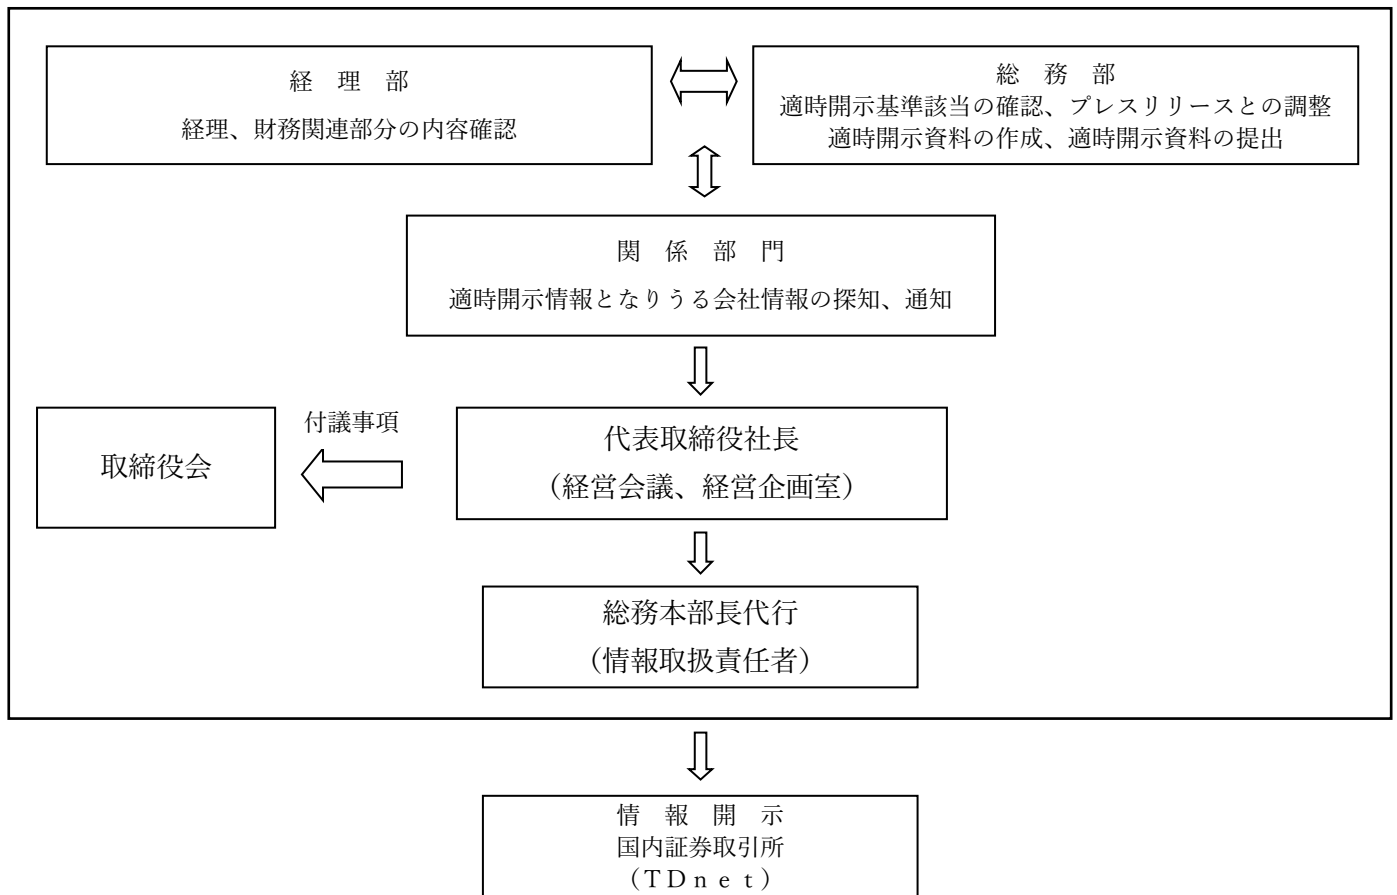 経　理　部
経理、財務関連部分の内容確認
総　務　部
適時開示基準該当の確認、プレスリリースとの調整
適時開示資料の作成、適時開示資料の提出
関　係　部　門
適時開示情報となりうる会社情報の探知、通知
取締役会
付議事項
代表取締役社長
（経営会議、経営企画室）
総務本部長代行
（情報取扱責任者）
情　報　開　示
国内証券取引所
（ＴＤｎｅｔ）